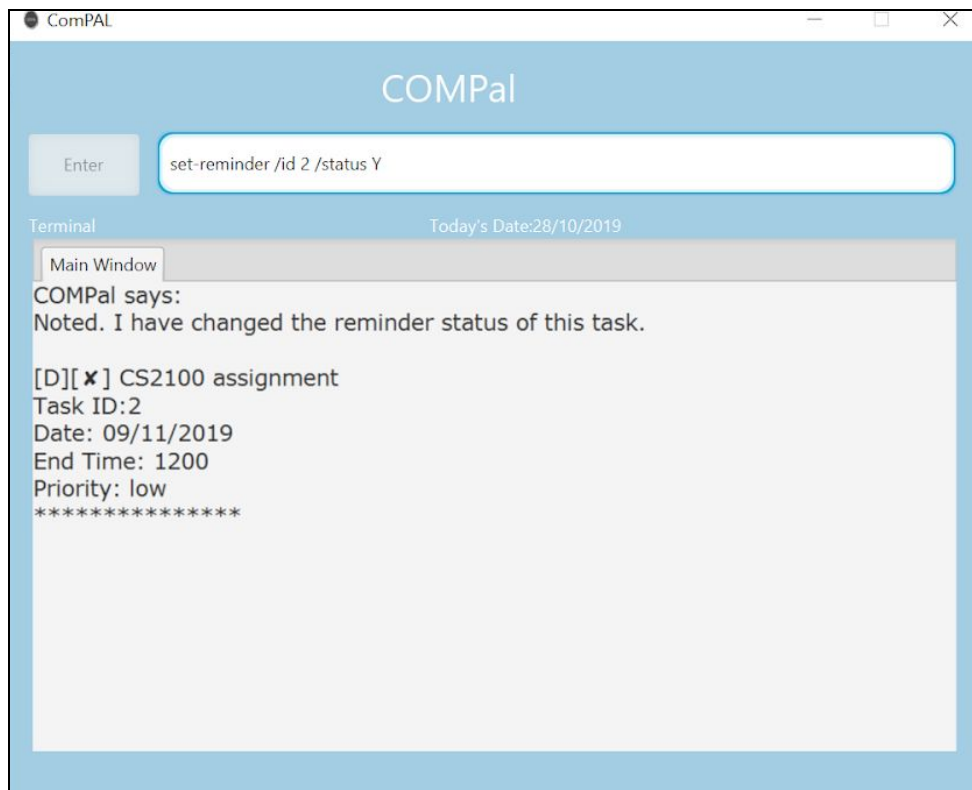 ComPAL
COMPal
Enter
set-reminder /id 2 /status Y
Terminal
Today's Date:28/10/2019
Main Window
COMPal says:
Noted. I have changed the reminder status of this task.
[D][✘] CS2100 assignment
Task ID:2
Date: 09/11/2019
End Time: 1200
Priority: low
***************